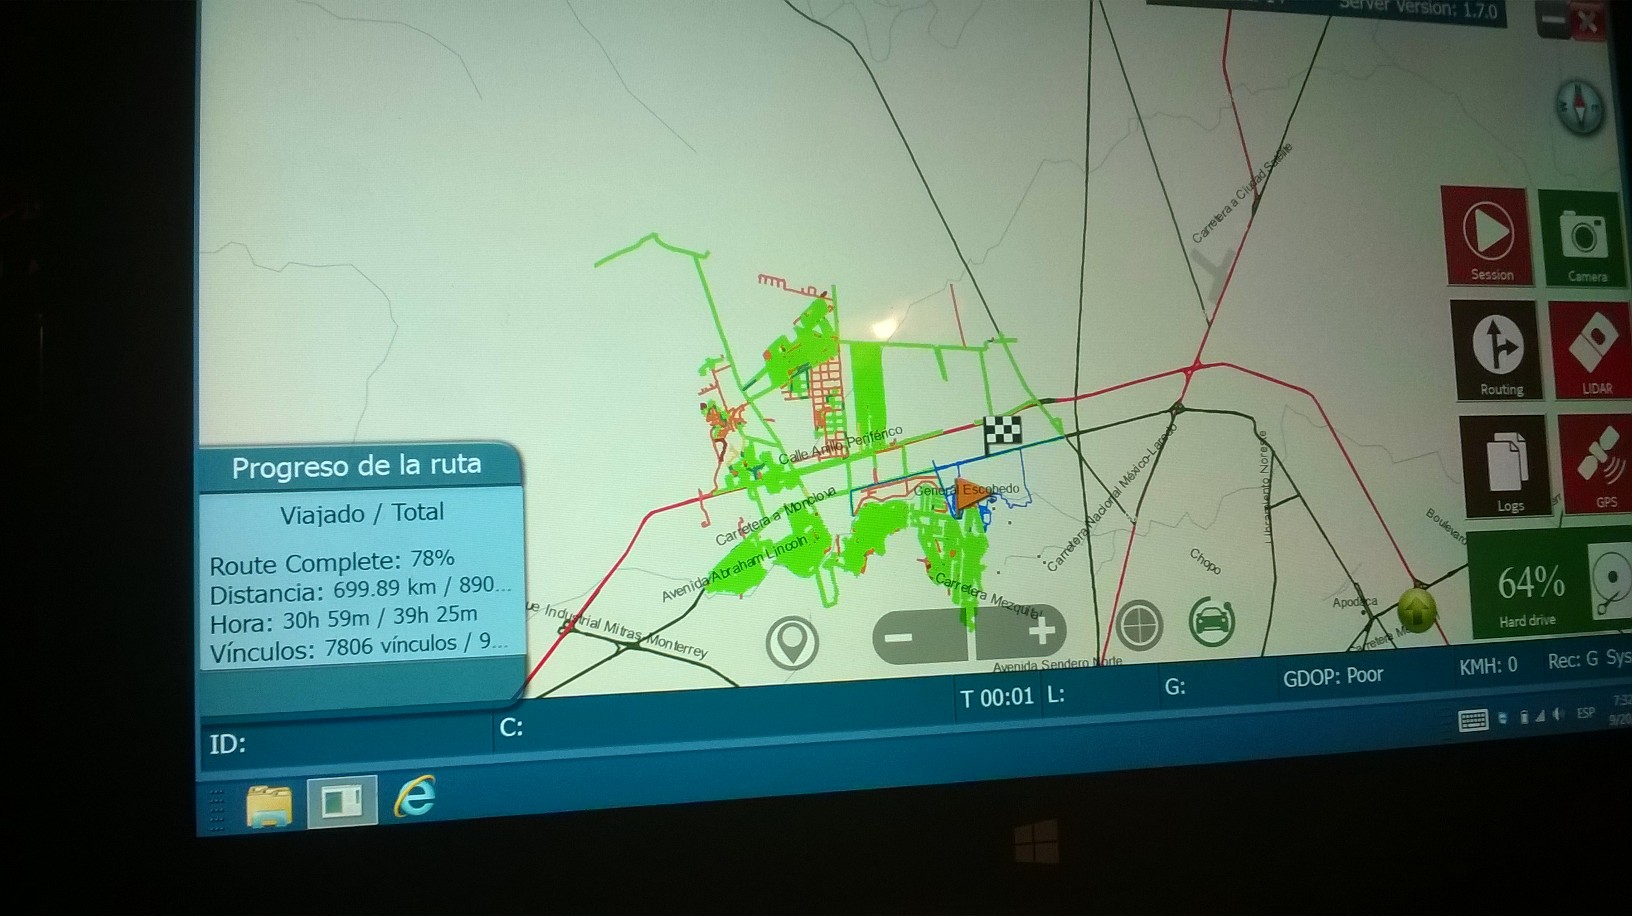 Server Version: 1.7.0
Carretera a Ciudad Satelite
Session
Camera
Routing
LIDAR
Logs
GPS
Calle Anillo Periférico
General Escobedo
Carretera a Monclova
Avenida Abraham Lincoln
Carretera Mezquital
Carretera Nacional México-Laredo
Libramiento Noreste
Chopo
Apodaca
Avenida Sendero Norte
Industrial Mitras
Monterrey
64%
Hard drive
Progreso de la ruta
Viajado / Total
Route Complete: 78%
Distancia: 699.89 km / 890...
Hora: 30h 59m / 39h 25m
Vínculos: 7806 vínculos / 9...
ID:
C:
T 00:01
L:
G:
GDOP: Poor
KMH: 0
Rec: G
Sys
ESP